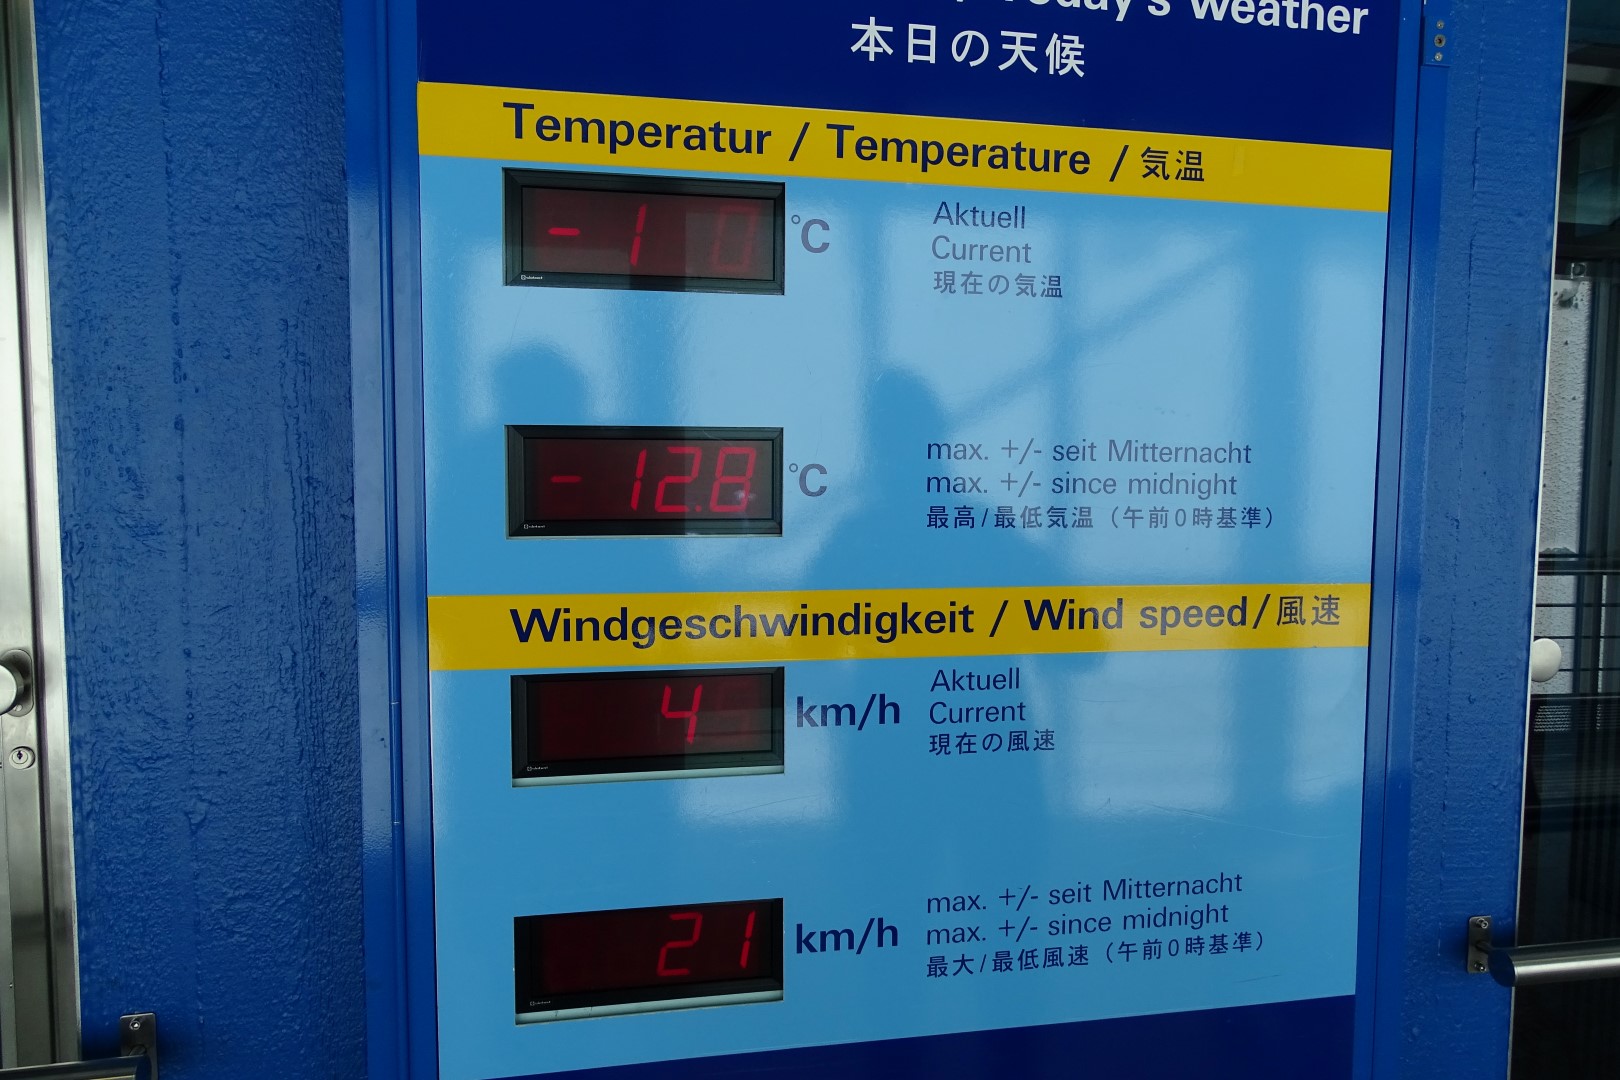 Today's Weather
本日の天候
Temperatur / Temperature / 気温
°C
Aktuell
Current
現在の気温
-12.8 °C
max. +/- seit Mitternacht
max. +/- since midnight
最高/最低気温（午前0時基準）
Windgeschwindigkeit / Wind speed/風速
4 km/h
Aktuell
Current
現在の風速
21 km/h
max. +/- seit Mitternacht
max. +/- since midnight
最大/最低風速（午前0時基準）